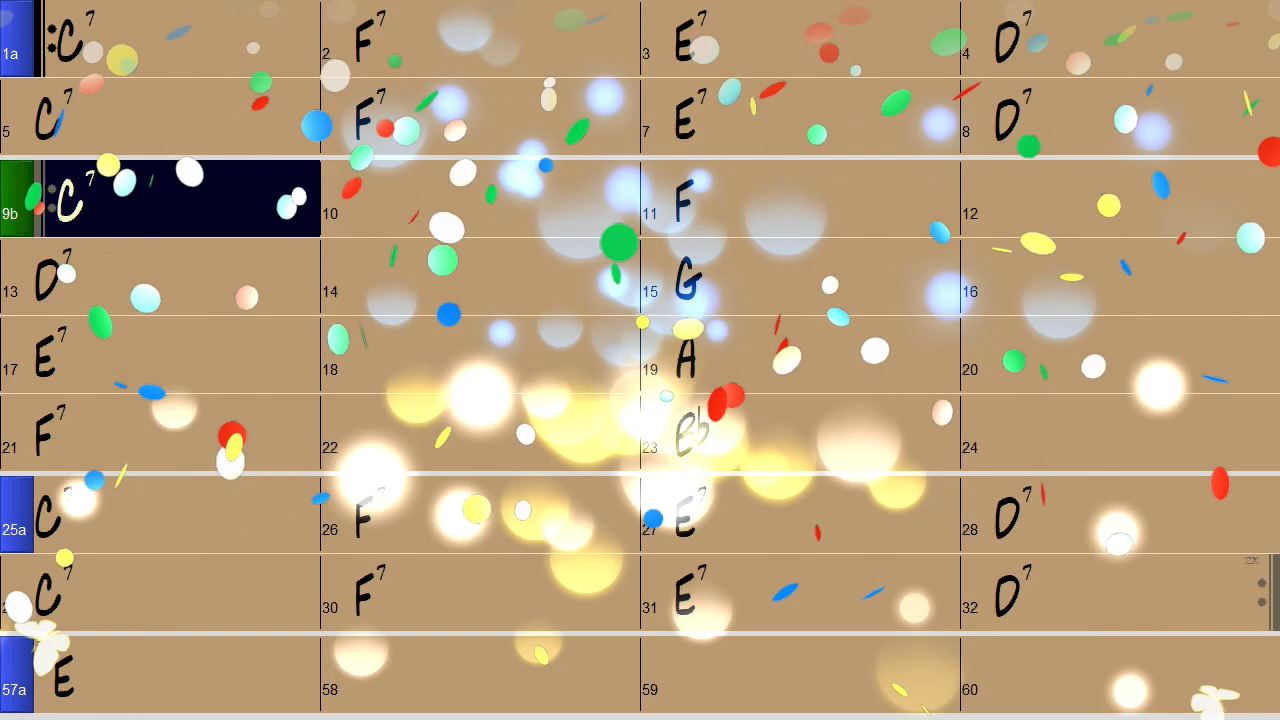 1a C7 2 F7 3 E7 4 D7
5 C7 F7 7 E7 8 D7
9b C7 10 11 F 12
13 D7 14 15 G 16
17 E7 18 19 A 20
21 F7 22 23 Bb 24
25a C7 26 F7 27 E7 28 D7
C7 30 F7 31 E7 32 D7 2X
57a E 58 59 60